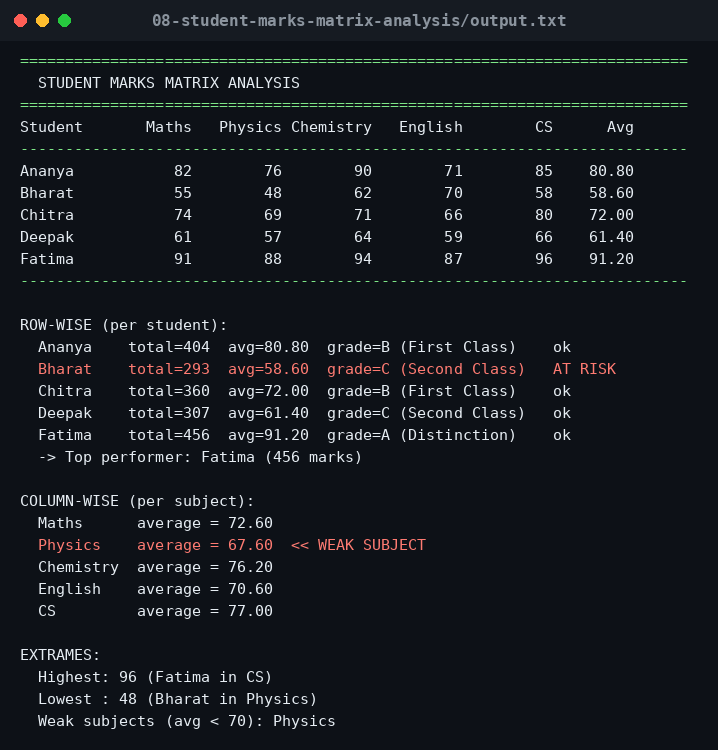 08-student-marks-matrix-analysis/output.txt
==========================================================================
  STUDENT MARKS MATRIX ANALYSIS
==========================================================================
Student       Maths   Physics Chemistry   English        CS      Avg
--------------------------------------------------------------------------
Ananya           82        76        90        71        85    80.80
Bharat           55        48        62        70        58    58.60
Chitra           74        69        71        66        80    72.00
Deepak           61        57        64        59        66    61.40
Fatima           91        88        94        87        96    91.20
--------------------------------------------------------------------------
ROW-WISE (per student):
  Ananya    total=404  avg=80.80  grade=B (First Class)    ok
  Bharat    total=293  avg=58.60  grade=C (Second Class)   AT RISK
  Chitra    total=360  avg=72.00  grade=B (First Class)    ok
  Deepak    total=307  avg=61.40  grade=C (Second Class)   ok
  Fatima    total=456  avg=91.20  grade=A (Distinction)    ok
  -> Top performer: Fatima (456 marks)
COLUMN-WISE (per subject):
  Maths      average = 72.60
  Physics    average = 67.60  << WEAK SUBJECT
  Chemistry  average = 76.20
  English    average = 70.60
  CS         average = 77.00
EXTRAMES:
  Highest: 96 (Fatima in CS)
  Lowest : 48 (Bharat in Physics)
  Weak subjects (avg < 70): Physics